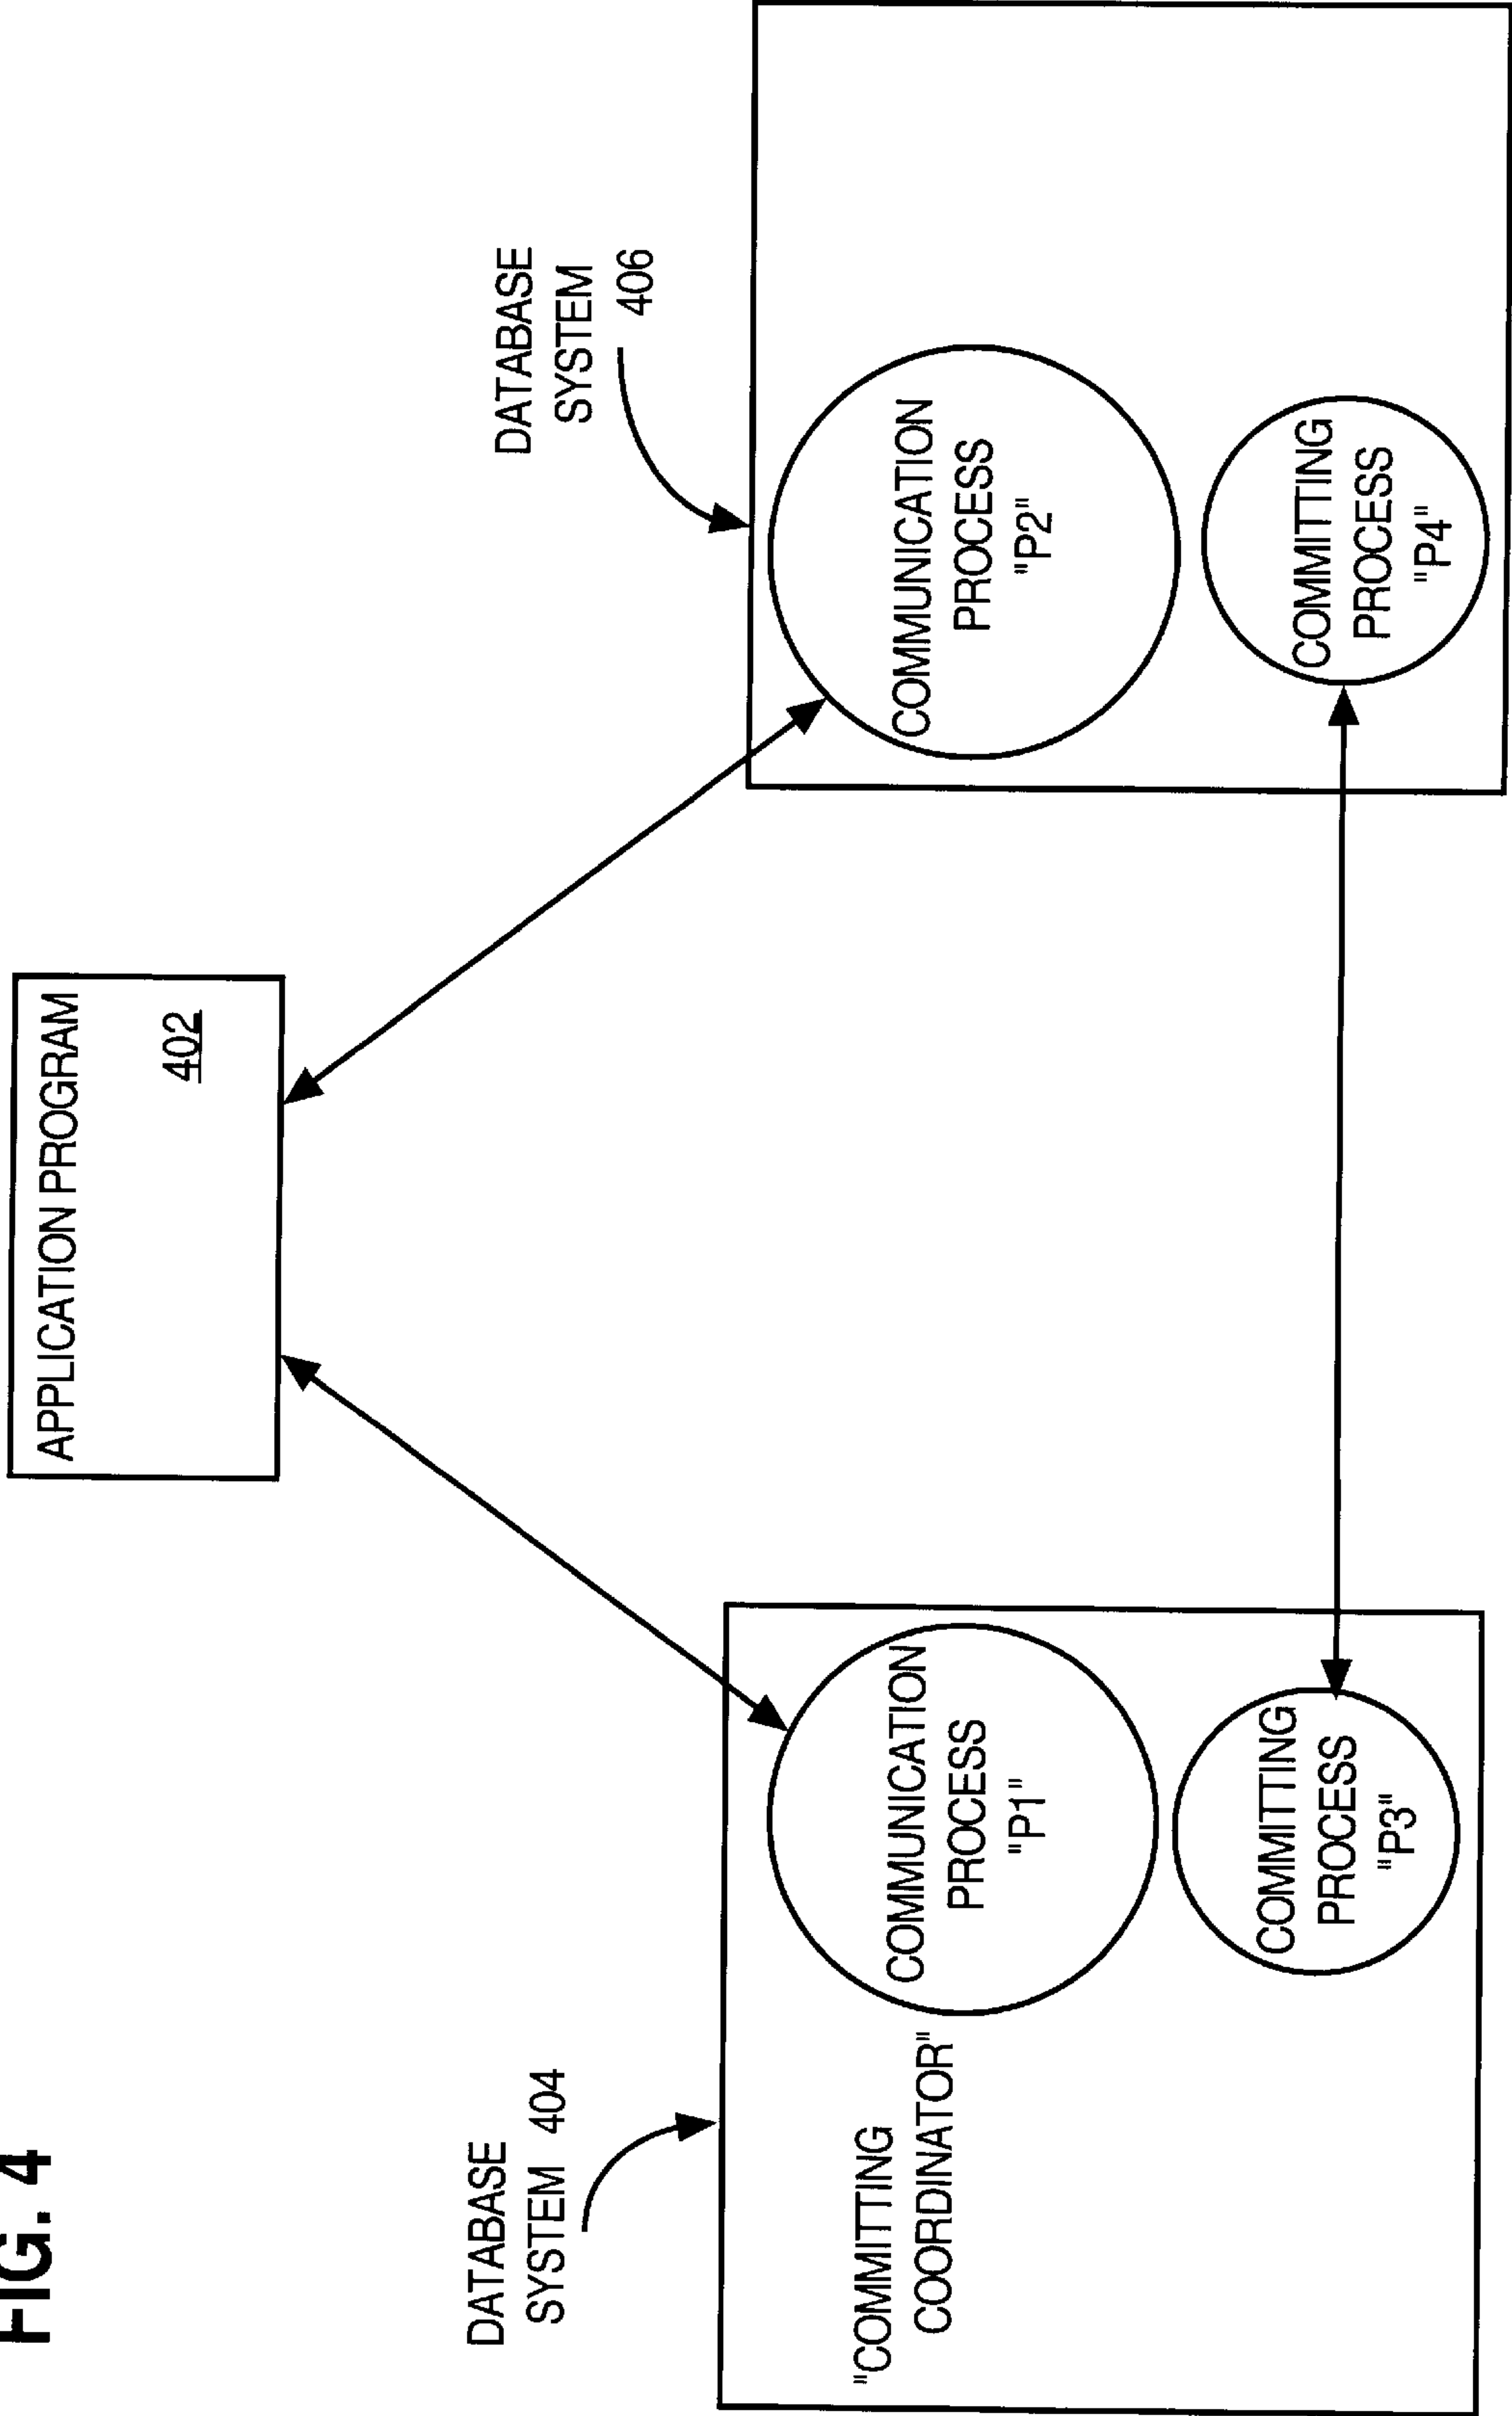 FIG. 4
APPLICATION PROGRAM
402
DATABASE
SYSTEM 404
"COMMITTING
COORDINATOR"
COMMUNICATION
PROCESS
"P1"
COMMITTING
PROCESS
"P3"
DATABASE
SYSTEM
406
COMMUNICATION
PROCESS
"P2"
COMMITTING
PROCESS
"P4"